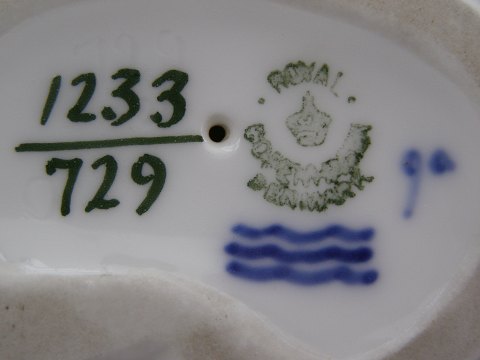 1233
729
ROYAL
COPENHAGEN
DENMARK